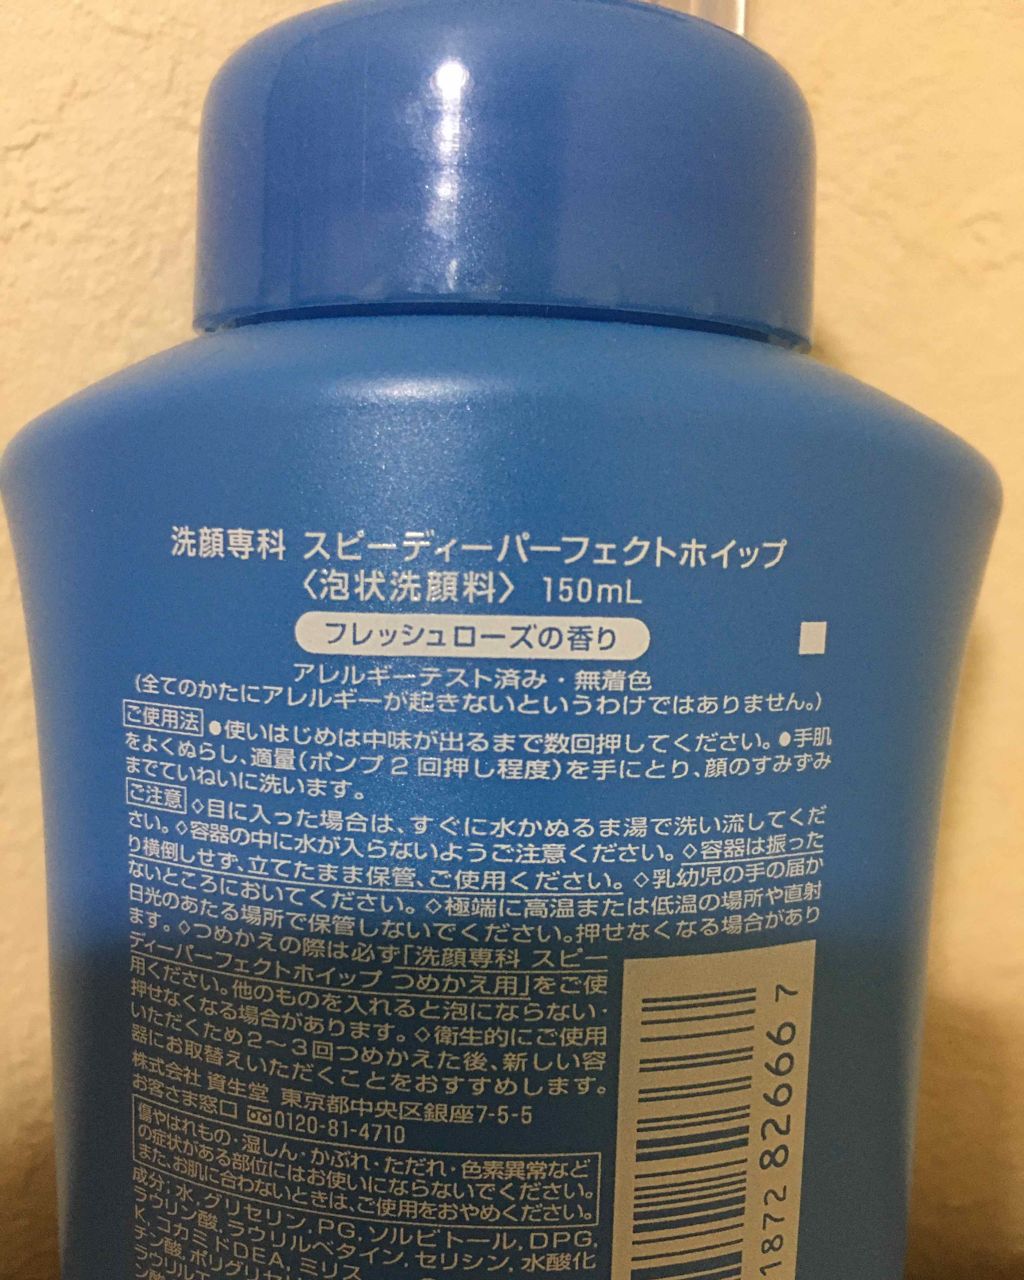 洗顔専科 スピーディーパーフェクトホイップ
〈泡状洗顔料〉 150mL
フレッシュローズの香り
アレルギーテスト済み・無着色
(全てのかたにアレルギーが起きないというわけではありません。)
ご使用法 ●使いはじめは中味が出るまで数回押してください。●手肌
をよくぬらし、適量(ポンプ2回押し程度)を手にとり、顔のすみずみ
までていねいに洗います。
ご注意 ◇目に入った場合は、すぐに水かぬるま湯で洗い流してくだ
さい。◇容器の中に水が入らないようご注意ください。◇容器は振った
り横倒しせず、立てたまま保管、ご使用ください。◇乳幼児の手の届か
ないところにおいてください。◇極端に高温または低温の場所や直射
日光のあたる場所で保管しないでください。押せなくなる場合があり
ます。◇つめかえの際は必ず「洗顔専科 スピー
ディーパーフェクトホイップ つめかえ用」をご使
用ください。他のものを入れると泡にならない・
押せなくなる場合があります。◇衛生的にご使用
いただくため2〜3回つめかえた後、新しい容
器にお取替えいただくことをおすすめします。
株式会社 資生堂 東京都中央区銀座7-5-5
お客さま窓口 0120-81-4710
傷やはれもの・湿しん・かぶれ・ただれ・色素異常など
の症状がある部位にはお使いにならないでください。
また、お肌に合わないときは、ご使用をおやめください。
成分：水,グリセリン,PG,ソルビトール,DPG,
ラウリン酸,ラウリルベタイン,セリシン,水酸化
K,コカミドDEA,ミリス
チン酸,ポリグリセリ
ラウリルエ
1872 82666 7